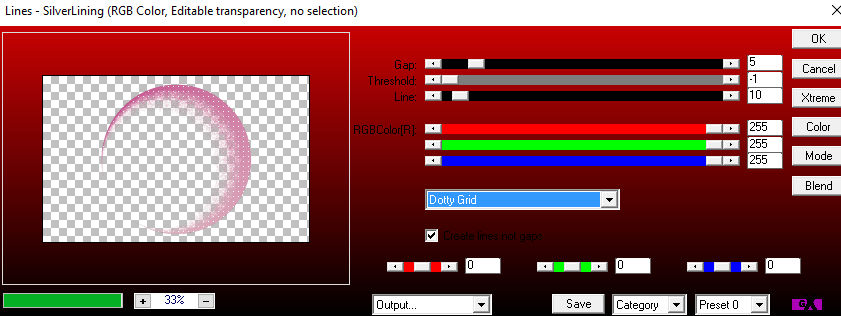 Lines - SilverLining (RGB Color, Editable transparency, no selection)
OK
Gap 5
Cancel
Threshold -1
Line 10
Xtreme
RGBColor(R) 255
Color
255
255
Mode
Blend
Dotty Grid
Create lines not gaps
0 0 0
+ 33% -
Output...
Save
Category
Preset 0